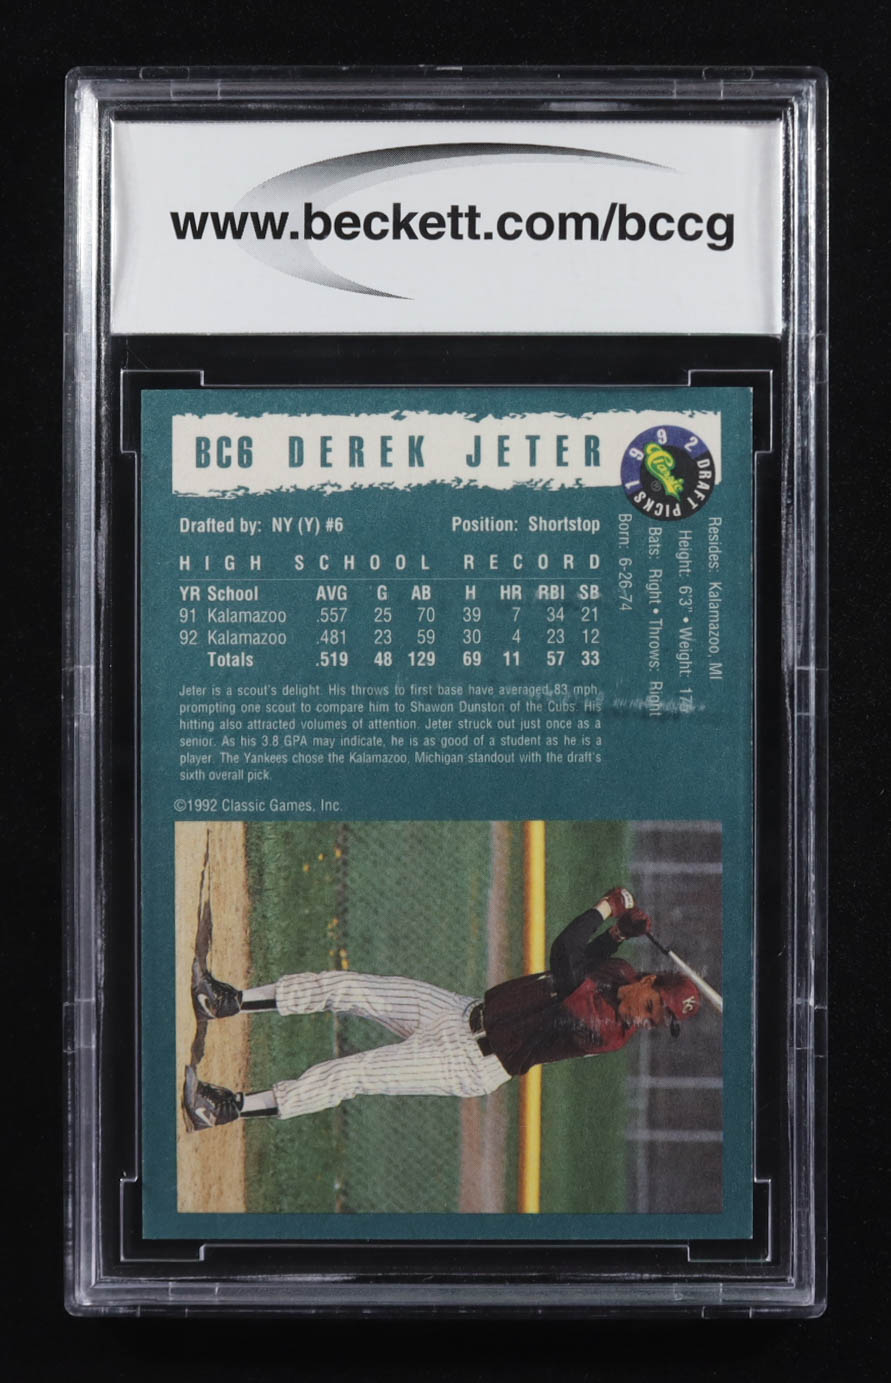 www.beckett.com/bccg
BC6 DEREK JETER
1992 DRAFT PICKS
Classic
Drafted by: NY (Y) #6 Position: Shortstop
HIGH SCHOOL RECORD
YR School AVG G AB H HR RBI SB
91 Kalamazoo .557 25 70 39 7 34 21
92 Kalamazoo .481 23 59 30 4 23 12
Totals .519 48 129 69 11 57 33
Jeter is a scout's delight. His throws to first base have averaged 83 mph,
prompting one scout to compare him to Shawon Dunston of the Cubs. His
hitting also attracted volumes of attention. Jeter struck out just once as a
senior. As his 3.8 GPA may indicate, he is as good of a student as he is a
player. The Yankees chose the Kalamazoo, Michigan standout with the draft's
sixth overall pick.
©1992 Classic Games, Inc.
Resides: Kalamazoo, MI
Height: 6'3" • Weight:
Bats: Right • Throws: Right
Born: 6-26-74
KC